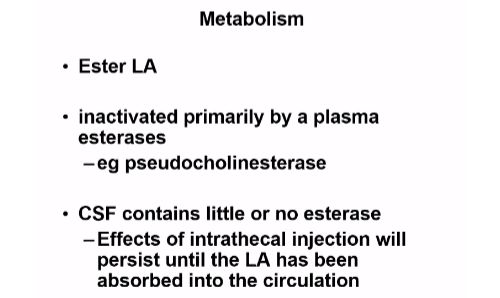 Metabolism
• Ester LA
• inactivated primarily by a plasma
esterases
–eg pseudocholinesterase
• CSF contains little or no esterase
–Effects of intrathecal injection will
persist until the LA has been
absorbed into the circulation